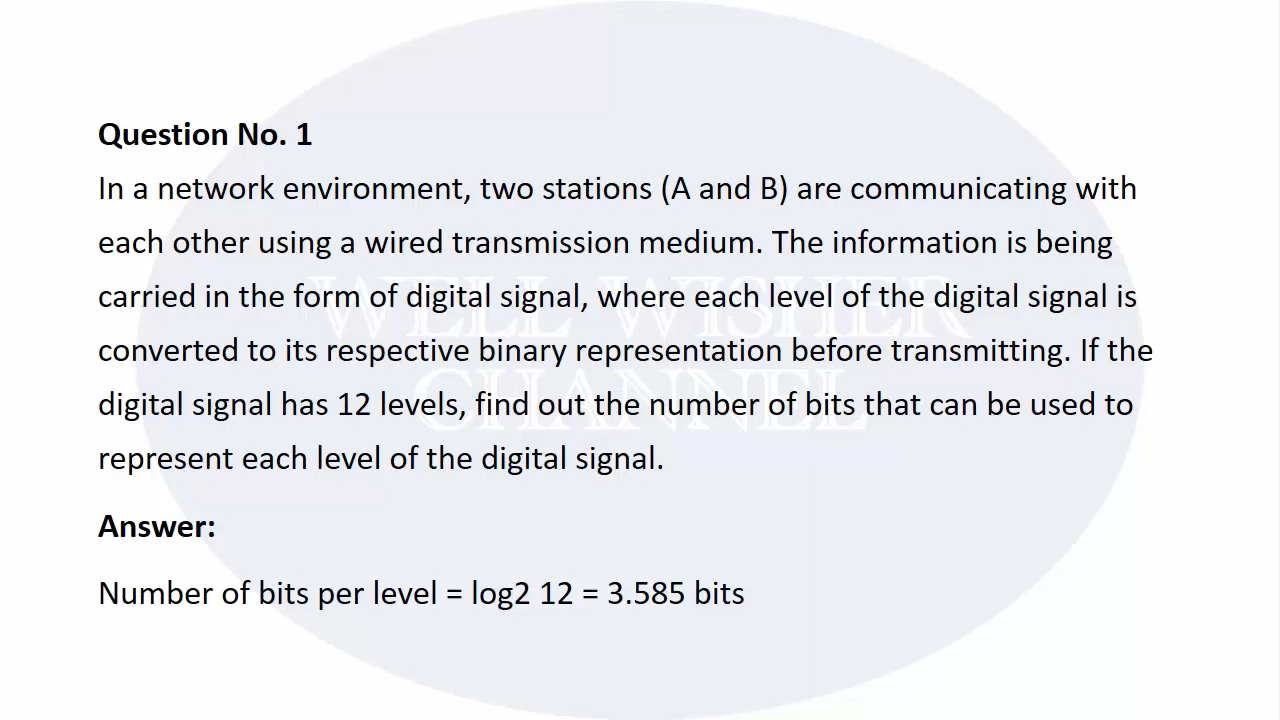 Question No. 1
In a network environment, two stations (A and B) are communicating with
each other using a wired transmission medium. The information is being
carried in the form of digital signal, where each level of the digital signal is
converted to its respective binary representation before transmitting. If the
digital signal has 12 levels, find out the number of bits that can be used to
represent each level of the digital signal.
Answer:
Number of bits per level = log2 12 = 3.585 bits
WELL WISHER
CHANNEL